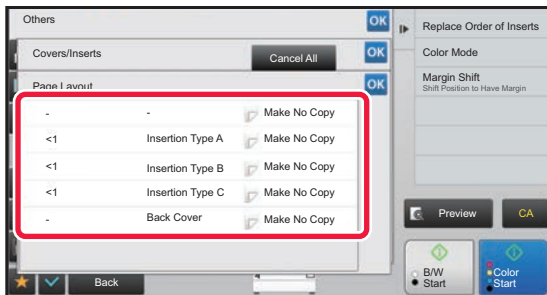 Others
OK
Covers/Inserts
Cancel All
OK
Page Layout
OK
- - Make No Copy
<1 Insertion Type A Make No Copy
<1 Insertion Type B Make No Copy
<1 Insertion Type C Make No Copy
- Back Cover Make No Copy
Back
Replace Order of Inserts
Color Mode
Margin Shift
Shift Position to Have Margin
Preview
CA
B/W
Start
Color
Start